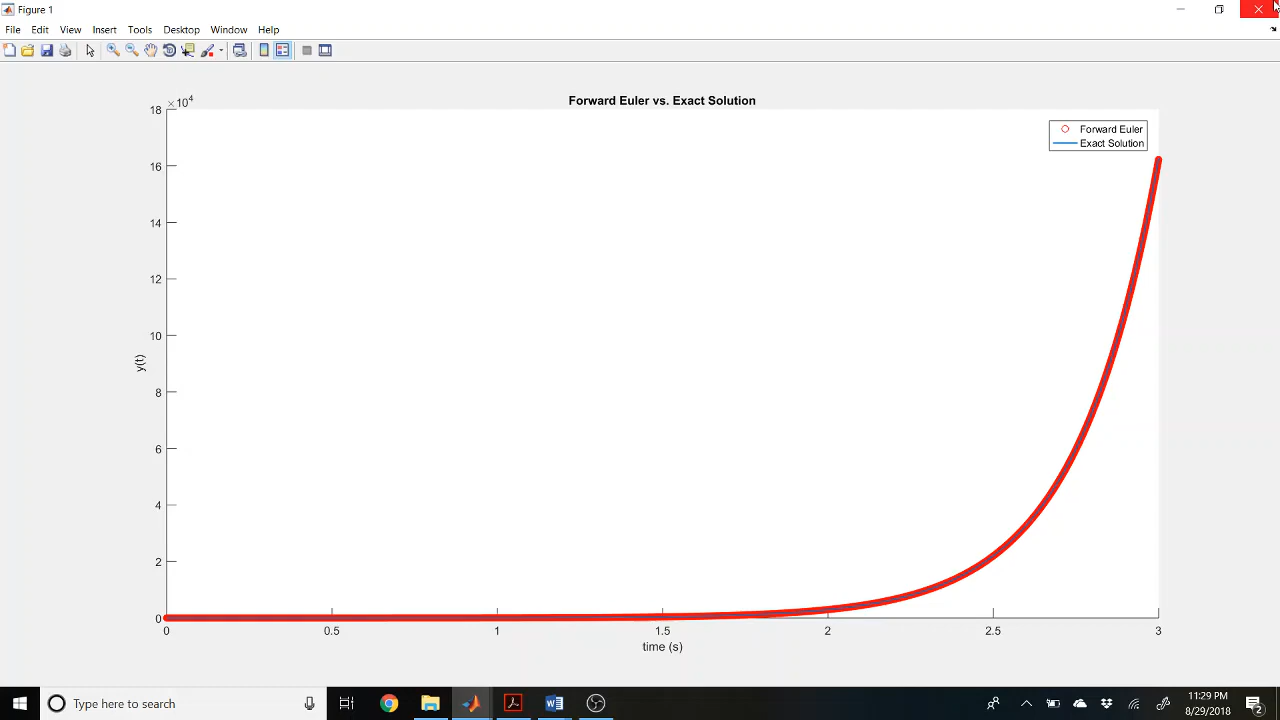 Figure 1
File Edit View Insert Tools Desktop Window Help
Forward Euler vs. Exact Solution
×10⁴
18
16
14
12
10
8
6
4
2
0
y(t)
Forward Euler
Exact Solution
0 0.5 1 1.5 2 2.5 3
time (s)
Type here to search
11:29 PM
8/29/2018
2